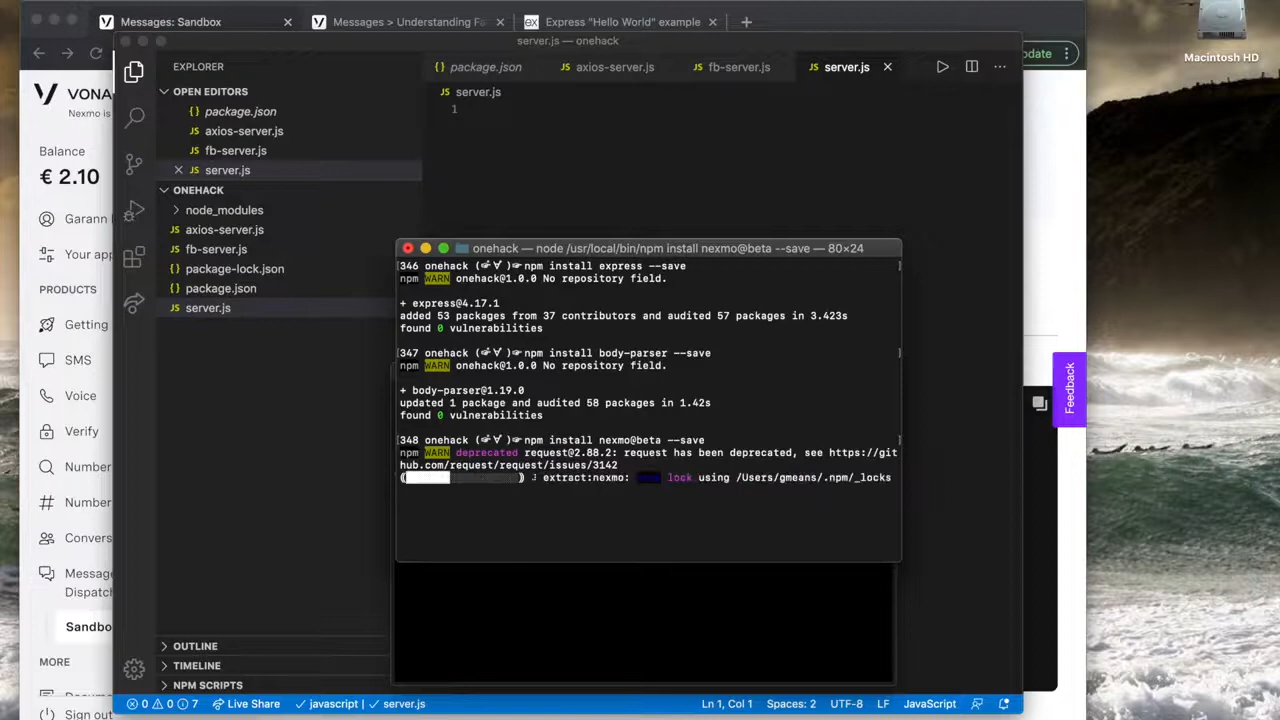 Messages: Sandbox
Messages > Understanding Fa
Express "Hello World" example
server.js — onehack
Macintosh HD
EXPLORER
package.json
axios-server.js
fb-server.js
server.js
OPEN EDITORS
package.json
axios-server.js
fb-server.js
server.js
ONEHACK
node_modules
axios-server.js
fb-server.js
package-lock.json
package.json
server.js
OUTLINE
TIMELINE
NPM SCRIPTS
server.js
1
VONA
Nexmo is
Balance
€ 2.10
Garann
Your app
PRODUCTS
Getting
SMS
Voice
Verify
Number
Number
Convers
Message
Dispatch
Sandbo
MORE
Sign out
onehack — node /usr/local/bin/npm install nexmo@beta --save — 80×24
npm install express --save
npm WARN onehack@1.0.0 No repository field.
+ express@4.17.1
added 53 packages from 37 contributors and audited 57 packages in 3.423s
found 0 vulnerabilities
npm install body-parser --save
npm WARN onehack@1.0.0 No repository field.
+ body-parser@1.19.0
updated 1 package and audited 58 packages in 1.42s
found 0 vulnerabilities
npm install nexmo@beta --save
npm WARN deprecated request@2.88.2: request has been deprecated, see https://git
hub.com/request/request/issues/3142
extract:nexmo: lock using /Users/gmeans/.npm/_locks
Feedback
0 0 7 Live Share javascript server.js Ln 1, Col 1 Spaces: 2 UTF-8 LF JavaScript